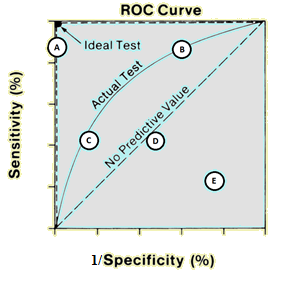 ROC Curve
A
Ideal Test
B
Actual Test
Sensitivity (%)
No Predictive Value
C
D
E
1/Specificity (%)